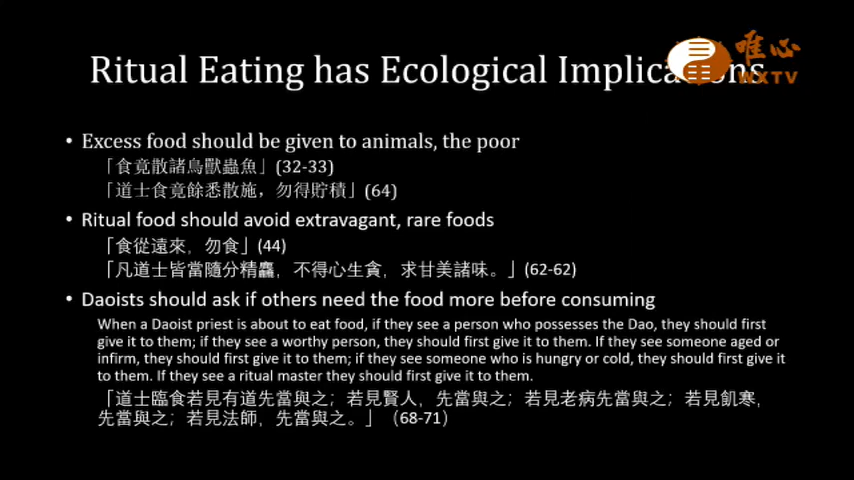 Ritual Eating has Ecological Implications
唯心
WXTV
• Excess food should be given to animals, the poor
「食竟散諸鳥獸蟲魚」(32-33)
「道士食竟餘悉散施，勿得貯積」(64)
• Ritual food should avoid extravagant, rare foods
「食從遠來，勿食」(44)
「凡道士皆當隨分精麤，不得心生貪，求甘美諸味。」(62-62)
• Daoists should ask if others need the food more before consuming
When a Daoist priest is about to eat food, if they see a person who possesses the Dao, they should first
give it to them; if they see a worthy person, they should first give it to them. If they see someone aged or
infirm, they should first give it to them; if they see someone who is hungry or cold, they should first give it
to them. If they see a ritual master they should first give it to them.
「道士臨食若見有道先當與之；若見賢人，先當與之；若見老病先當與之；若見飢寒，
先當與之；若見法師，先當與之。」（68-71）